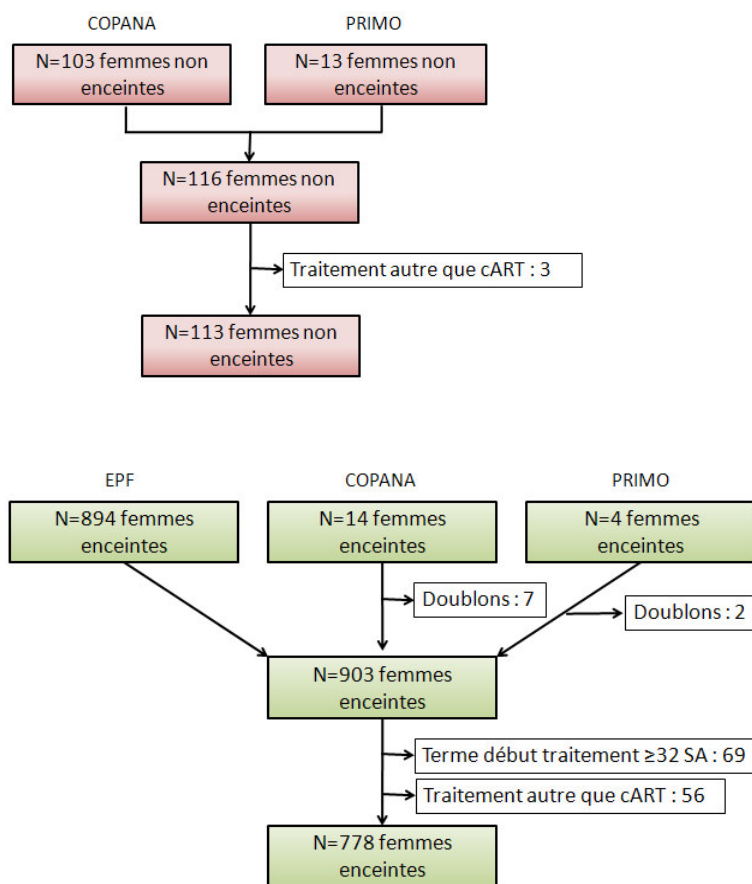 COPANA
PRIMO
N=103 femmes non
enceintes
N=13 femmes non
enceintes
N=116 femmes non
enceintes
Traitement autre que cART : 3
N=113 femmes non
enceintes
EPF
COPANA
PRIMO
N=894 femmes
enceintes
N=14 femmes
enceintes
N=4 femmes
enceintes
Doublons : 7
Doublons : 2
N=903 femmes
enceintes
Terme début traitement ≥32 SA : 69
Traitement autre que cART : 56
N=778 femmes
enceintes